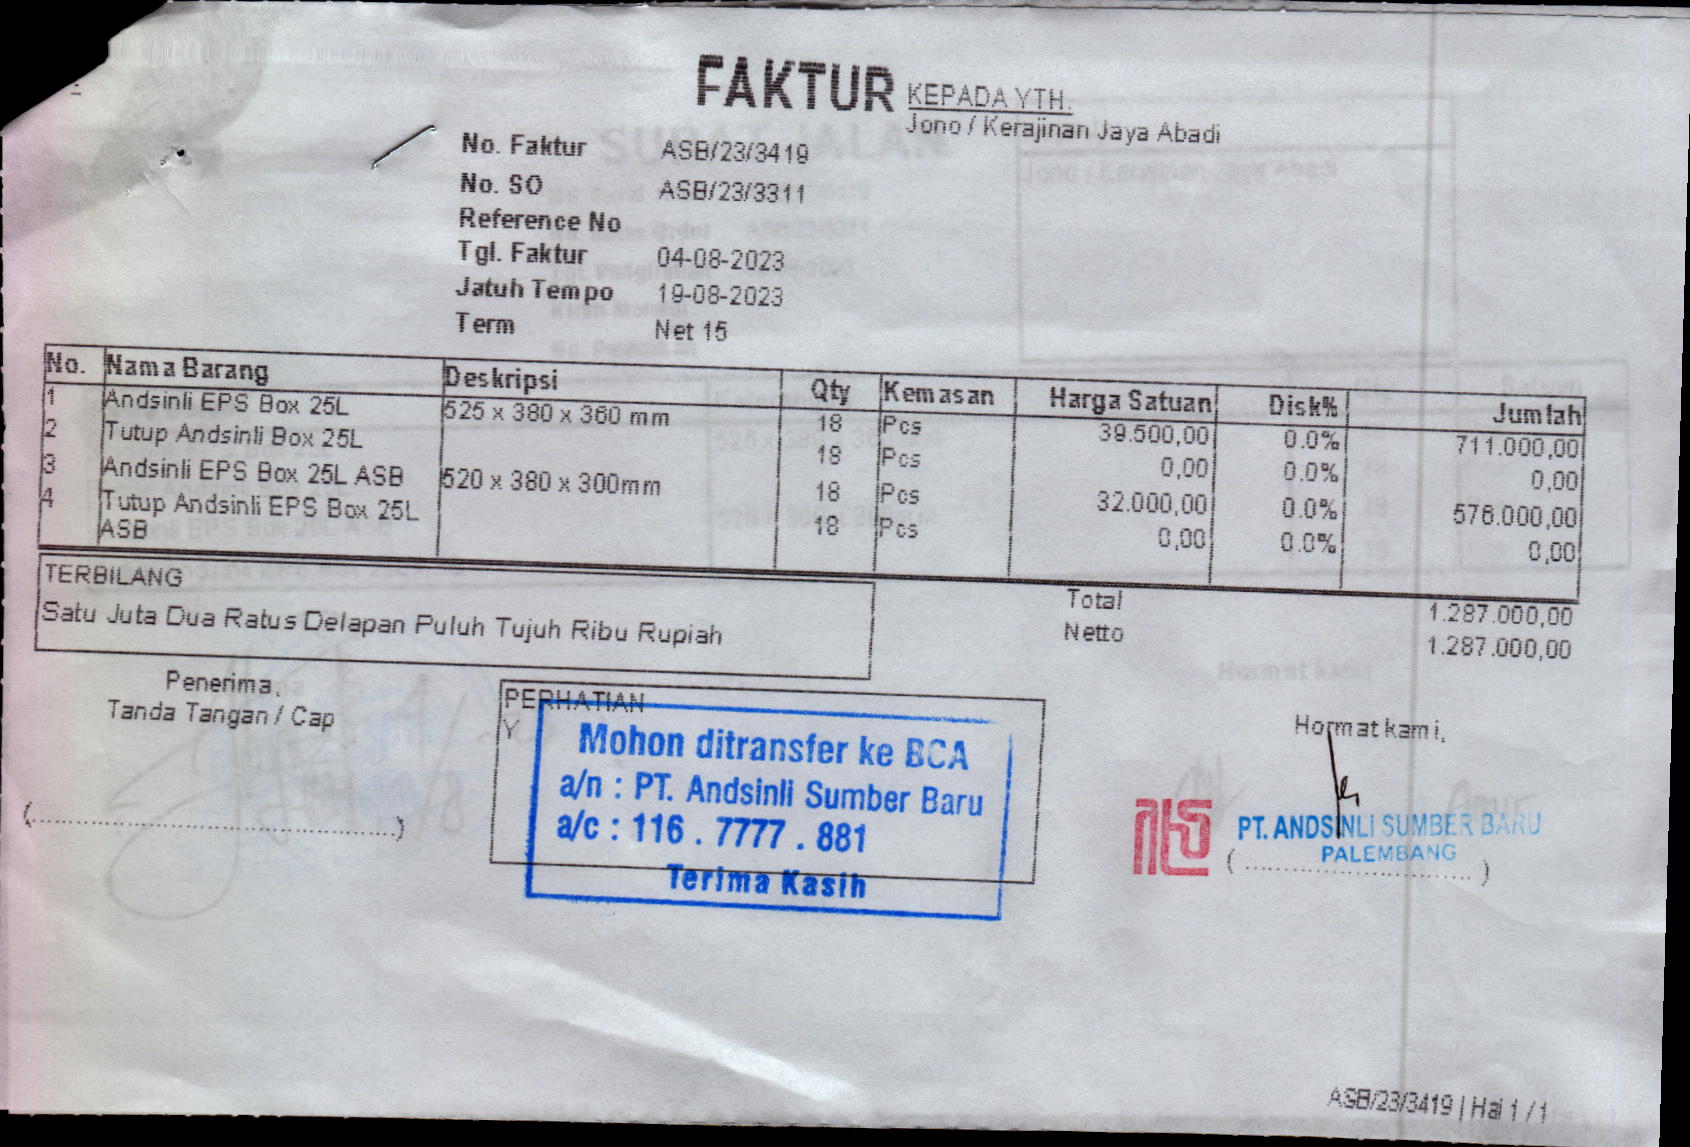 FAKTUR
KEPADA YTH.
Jono / Kerajinan Jaya Abadi
No. Faktur ASB/23/3419
No. SO ASB/23/3311
Reference No
Tgl. Faktur 04-08-2023
Jatuh Tempo 19-08-2023
Term Net 15
No. Nama Barang Deskripsi Qty Kemasan Harga Satuan Disk% Jumlah
1 Andsinli EPS Box 25L 525 x 380 x 360 mm 18 Pcs 39.500,00 0.0% 711.000,00
2 Tutup Andsinli Box 25L 18 Pcs 0,00 0.0% 0,00
3 Andsinli EPS Box 25L ASB 520 x 380 x 300mm 18 Pcs 32.000,00 0.0% 576.000,00
4 Tutup Andsinli EPS Box 25L 18 Pcs 0,00 0.0% 0,00
ASB
TERBILANG
Satu Juta Dua Ratus Delapan Puluh Tujuh Ribu Rupiah
Total 1.287.000,00
Netto 1.287.000,00
Penerima,
Tanda Tangan / Cap
(......................................................)
PERHATIAN
Y
Mohon ditransfer ke BCA
a/n : PT. Andsinli Sumber Baru
a/c : 116 . 7777 . 881
Terima Kasih
Hormat kami,
PT. ANDSINLI SUMBER BARU
PALEMBANG
(..................................)
ASB/23/3419 | Hal 1 / 1